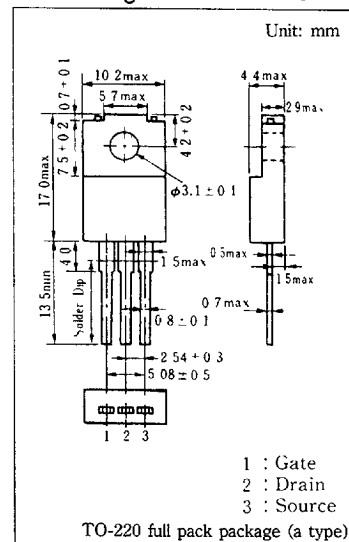 Unit: mm
10.2max
5.7max
4.4max
2.9max
0.7 + 0.1
7.5 + 0.2
17.0max
4.2 + 0.2
φ3.1 ± 0.1
4.0
13.5min
Solder Dip
1.5max
0.8 ± 0.1
2.54 + 0.3
5.08 ± 0.5
0.5max
1.5max
0.7max
1 2 3
1 : Gate
2 : Drain
3 : Source
TO-220 full pack package (a type)